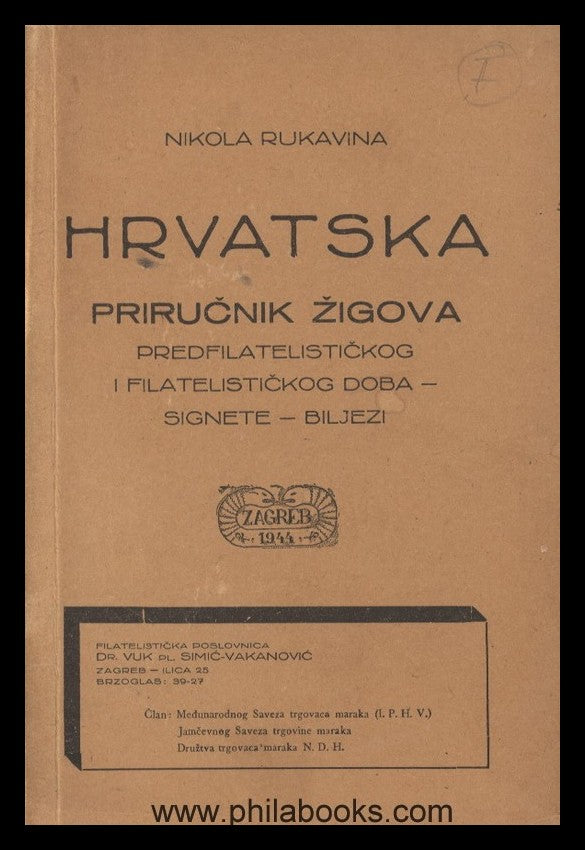 7
NIKOLA RUKAVINA
HRVATSKA
PRIRUČNIK ŽIGOVA
PREDFILATELISTIČKOG
I FILATELISTIČKOG DOBA –
SIGNETE – BILJEZI
ZAGREB
1944
FILATELISTIČKA POSLOVNICA
DR. VUK PL. SIMIĆ-VAKANOVIĆ
ZAGREB – ILICA 25
BRZOGLAS: 39-27
Član: Međunarodnog Saveza trgovaca maraka (I. P. H. V.)
Jamčevnog Saveza trgovine maraka
Družtva trgovaca maraka N. D. H.
www.philabooks.com